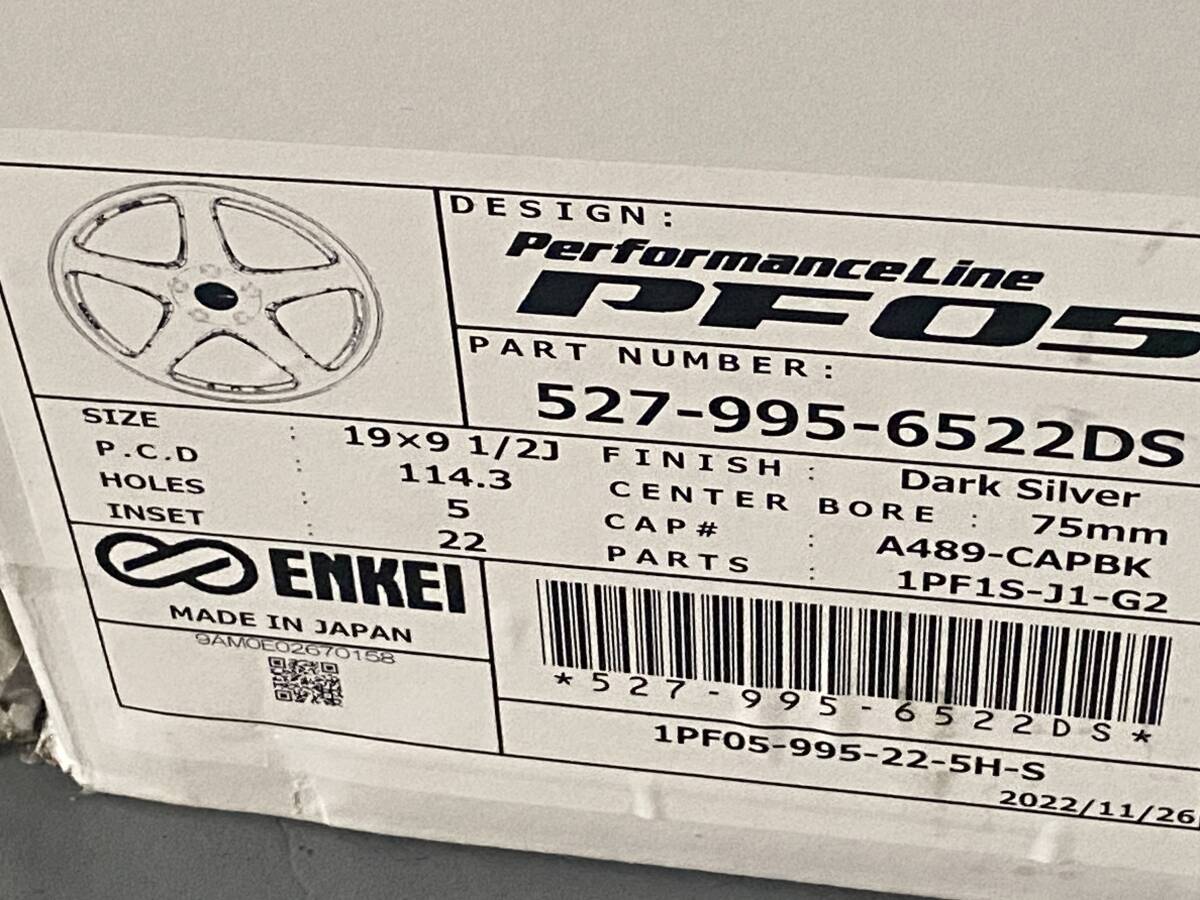 DESIGN:
PerformanceLine
PF05
PART NUMBER:
527-995-6522DS
SIZE : 19×9 1/2J
P.C.D : 114.3
HOLES : 5
INSET : 22
FINISH : Dark Silver
CENTER BORE : 75mm
CAP# : A489-CAPBK
PARTS : 1PF1S-J1-G2
ENKEI
MADE IN JAPAN
9AM0E02670158
*527-995-6522DS*
1PF05-995-22-5H-S
2022/11/26